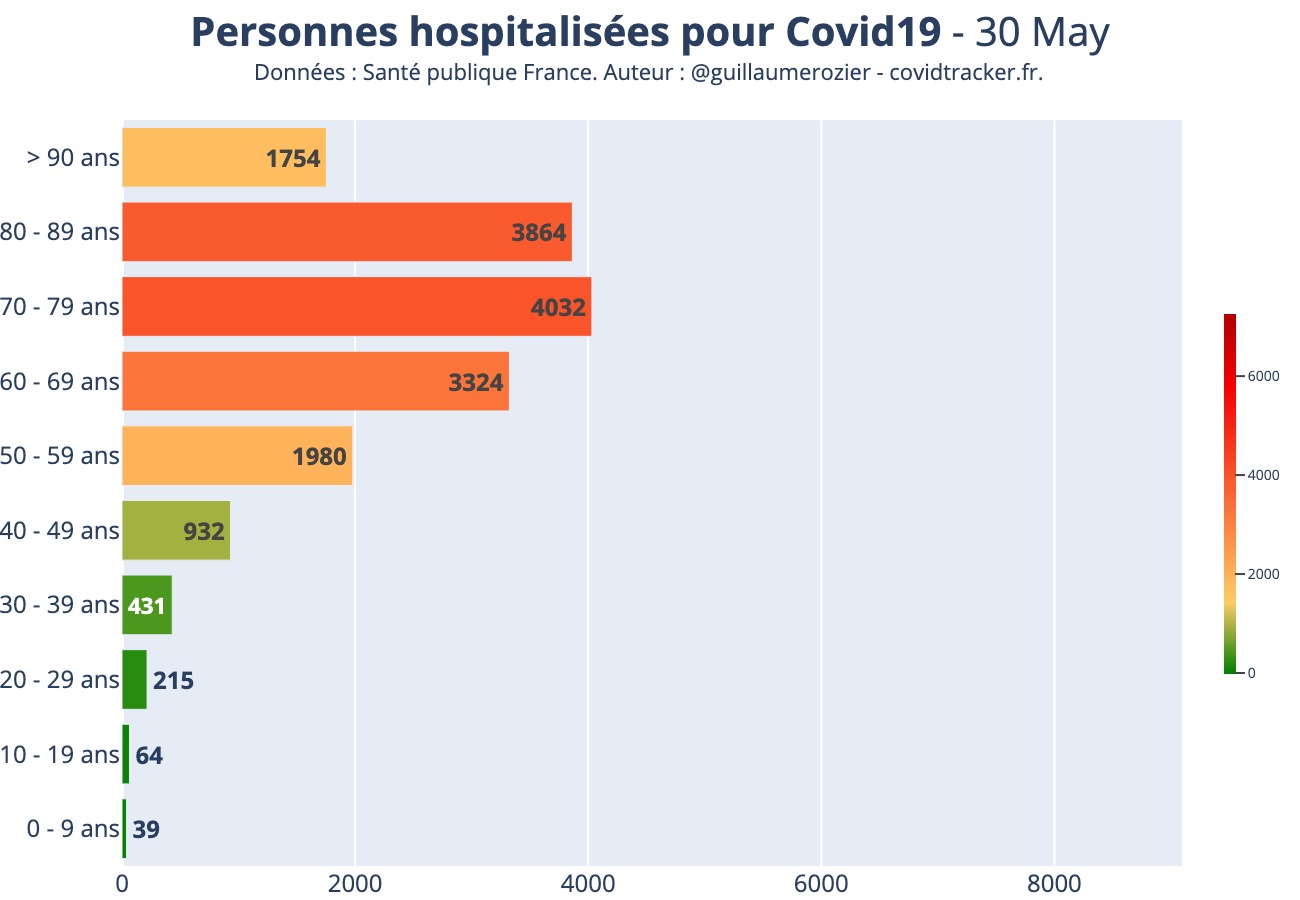 Personnes hospitalisées pour Covid19 - 30 May
Données : Santé publique France. Auteur : @guillaumerozier - covidtracker.fr.
> 90 ans 1754
80 - 89 ans 3864
70 - 79 ans 4032
60 - 69 ans 3324
50 - 59 ans 1980
40 - 49 ans 932
30 - 39 ans 431
20 - 29 ans 215
10 - 19 ans 64
0 - 9 ans 39
0 2000 4000 6000 8000
6000
4000
2000
0